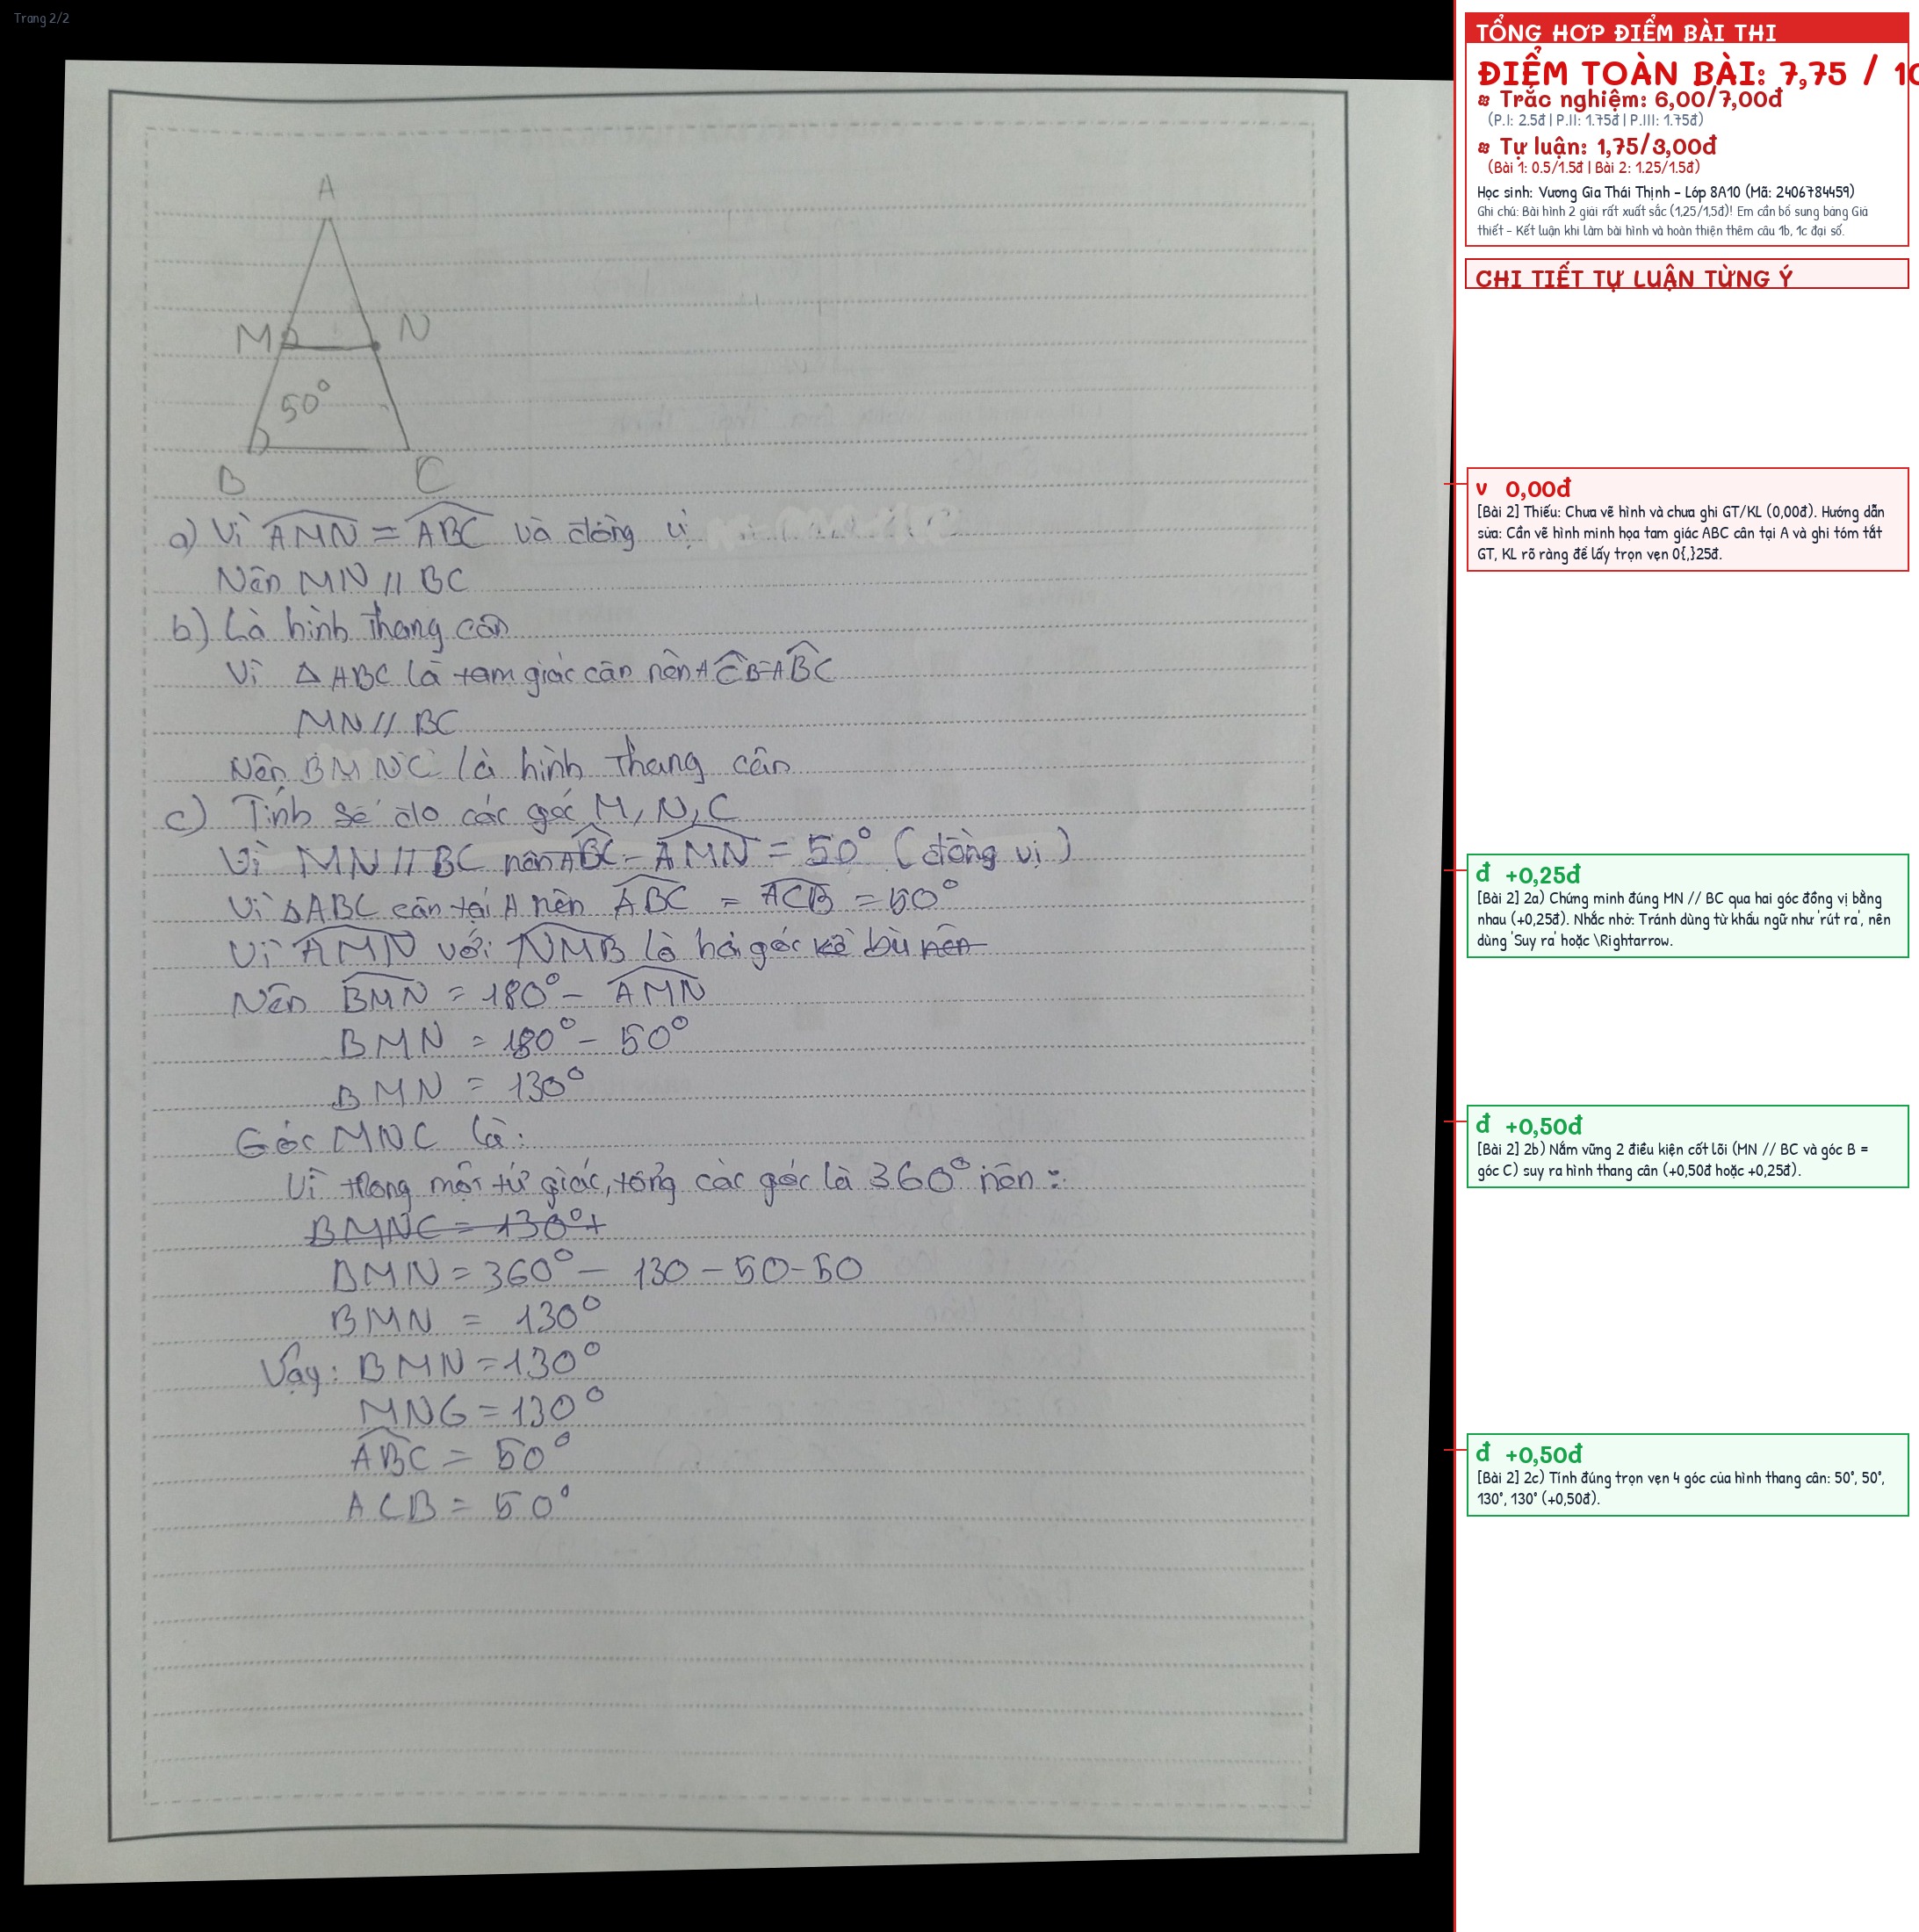 Trang 2/2
A
M
N
50°
B
C
a) Vì AMN = ABC và đồng vị
Nên MN // BC
b) Là hình thang cân
Vì △ ABC là tam giác cân nên ACB=ABC
MN // BC
Nên BMNC là hình thang cân
c) Tính số đo các góc M, N, C
Vì MN // BC nên ABC = AMN = 50° (đồng vị)
Vì △ABC cân tại A nên ABC = ACB = 50°
Vì AMN với NMB là hai góc kề bù nên
Nên BMN = 180° - AMN
BMN = 180° - 50°
BMN = 130°
Góc MNC là:
Vì trong một tứ giác, tổng các góc là 360° nên:
BMNC = 130°+
BMN = 360° - 130 - 50 - 50
BMN = 130°
Vậy: BMN = 130°
MNC = 130°
ABC = 50°
ACB = 50°
TỔNG HỢP ĐIỂM BÀI THI
ĐIỂM TOÀN BÀI: 7,75 / 10
Trắc nghiệm: 6,00/7,00đ
(P.I: 2.5đ | P.II: 1.75đ | P.III: 1.75đ)
Tự luận: 1,75/3,00đ
(Bài 1: 0.5/1.5đ | Bài 2: 1.25/1.5đ)
Học sinh: Vương Gia Thái Thịnh - Lớp 8A10 (Mã: 2406784459)
Ghi chú: Bài hình 2 giải rất xuất sắc (1,25/1,5đ)! Em cần bổ sung bảng Giả
thiết - Kết luận khi làm bài hình và hoàn thiện thêm câu 1b, 1c đại số.
CHI TIẾT TỰ LUẬN TỪNG Ý
v 0,00đ
[Bài 2] Thiếu: Chưa vẽ hình và chưa ghi GT/KL (0,00đ). Hướng dẫn
sửa: Cần vẽ hình minh họa tam giác ABC cân tại A và ghi tóm tắt
GT, KL rõ ràng để lấy trọn vẹn 0{,}25đ.
đ +0,25đ
[Bài 2] 2a) Chứng minh đúng MN // BC qua hai góc đồng vị bằng
nhau (+0,25đ). Nhắc nhở: Tránh dùng từ khẩu ngữ như 'rút ra', nên
dùng 'Suy ra' hoặc \Rightarrow.
đ +0,50đ
[Bài 2] 2b) Nắm vững 2 điều kiện cốt lõi (MN // BC và góc B =
góc C) suy ra hình thang cân (+0,50đ hoặc +0,25đ).
đ +0,50đ
[Bài 2] 2c) Tính đúng trọn vẹn 4 góc của hình thang cân: 50°, 50°,
130°, 130° (+0,50đ).